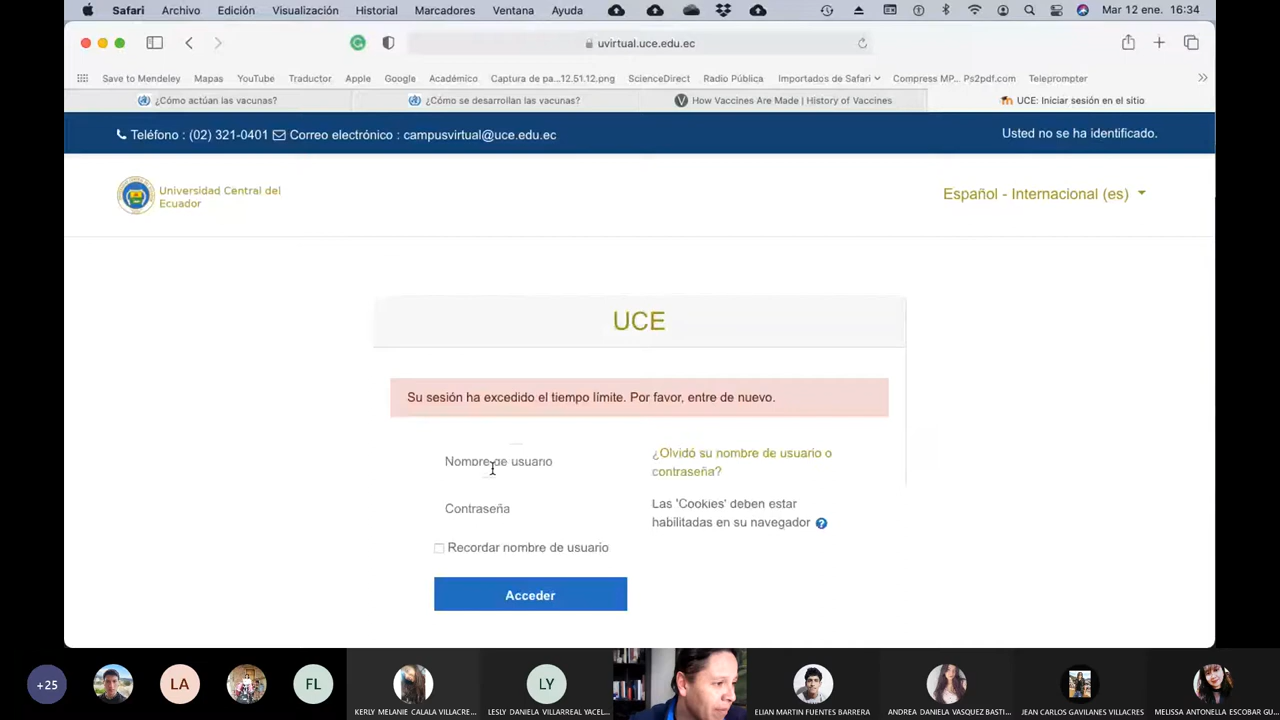 Safari Archivo Edición Visualización Historial Marcadores Ventana Ayuda Mar 12 ene. 16:34
uvirtual.uce.edu.ec
Save to Mendeley Mapas YouTube Traductor Apple Google Académico Captura de pa...12.51.12.png ScienceDirect Radio Pública Importados de Safari Compress MP... Ps2pdf.com Teleprompter
¿Cómo actúan las vacunas? ¿Cómo se desarrollan las vacunas? How Vaccines Are Made | History of Vaccines UCE: Iniciar sesión en el sitio
Teléfono : (02) 321-0401 Correo electrónico : campusvirtual@uce.edu.ec Usted no se ha identificado.
Universidad Central del
Ecuador
Español - Internacional (es)
UCE
Su sesión ha excedido el tiempo límite. Por favor, entre de nuevo.
Nombre de usuario
¿Olvidó su nombre de usuario o
contraseña?
Contraseña
Las 'Cookies' deben estar
habilitadas en su navegador ?
Recordar nombre de usuario
Acceder
+25 LA FL LY
KERLY MELANIE CALALA VILLACRE... LESLY DANIELA VILLARREAL YACEL... ELIAN MARTIN FUENTES BARRERA ANDREA DANIELA VASQUEZ BASTI... JEAN CARLOS GAVILANES VILLACRES MELISSA ANTONELLA ESCOBAR GU...